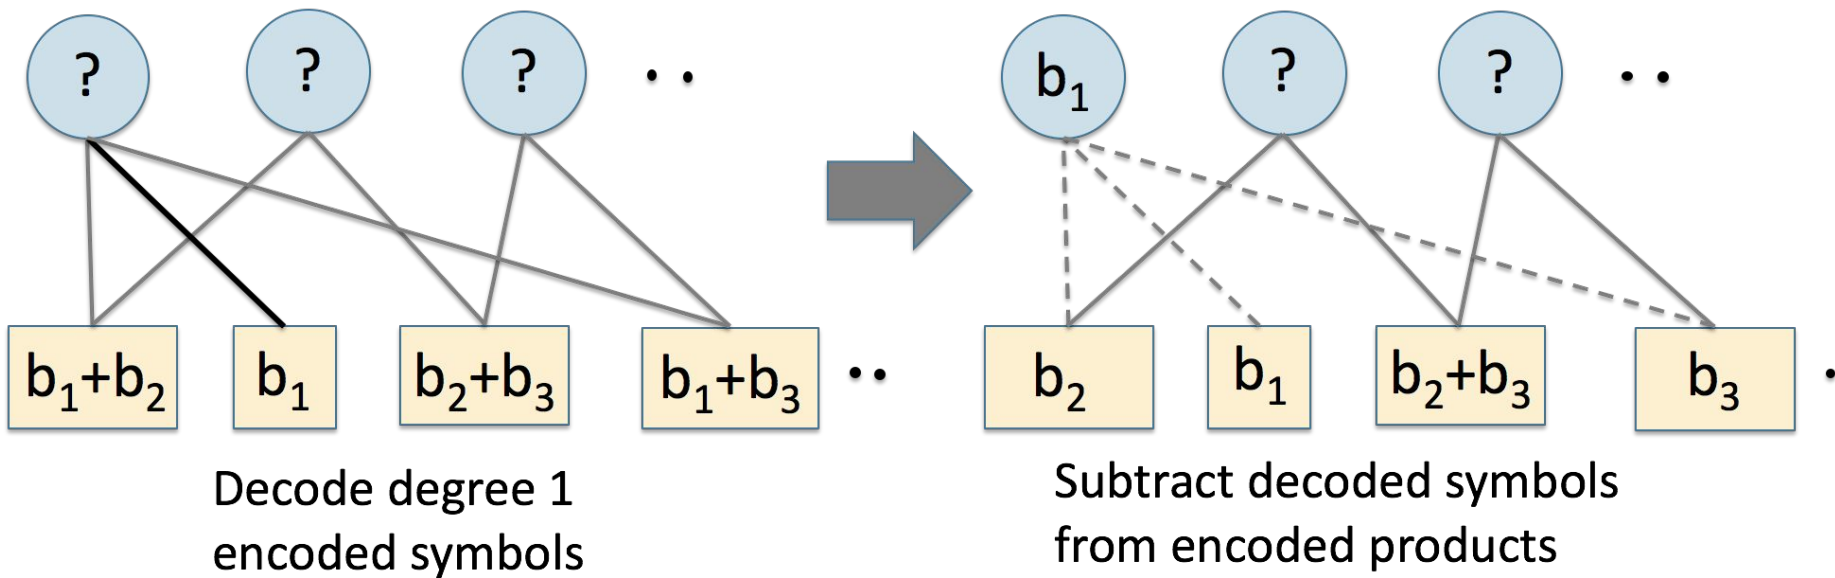 ? ? ? . . b₁ ? ? . .
b₁+b₂ b₁ b₂+b₃ b₁+b₃ .. b₂ b₁ b₂+b₃ b₃ .
Decode degree 1
encoded symbols
Subtract decoded symbols
from encoded products